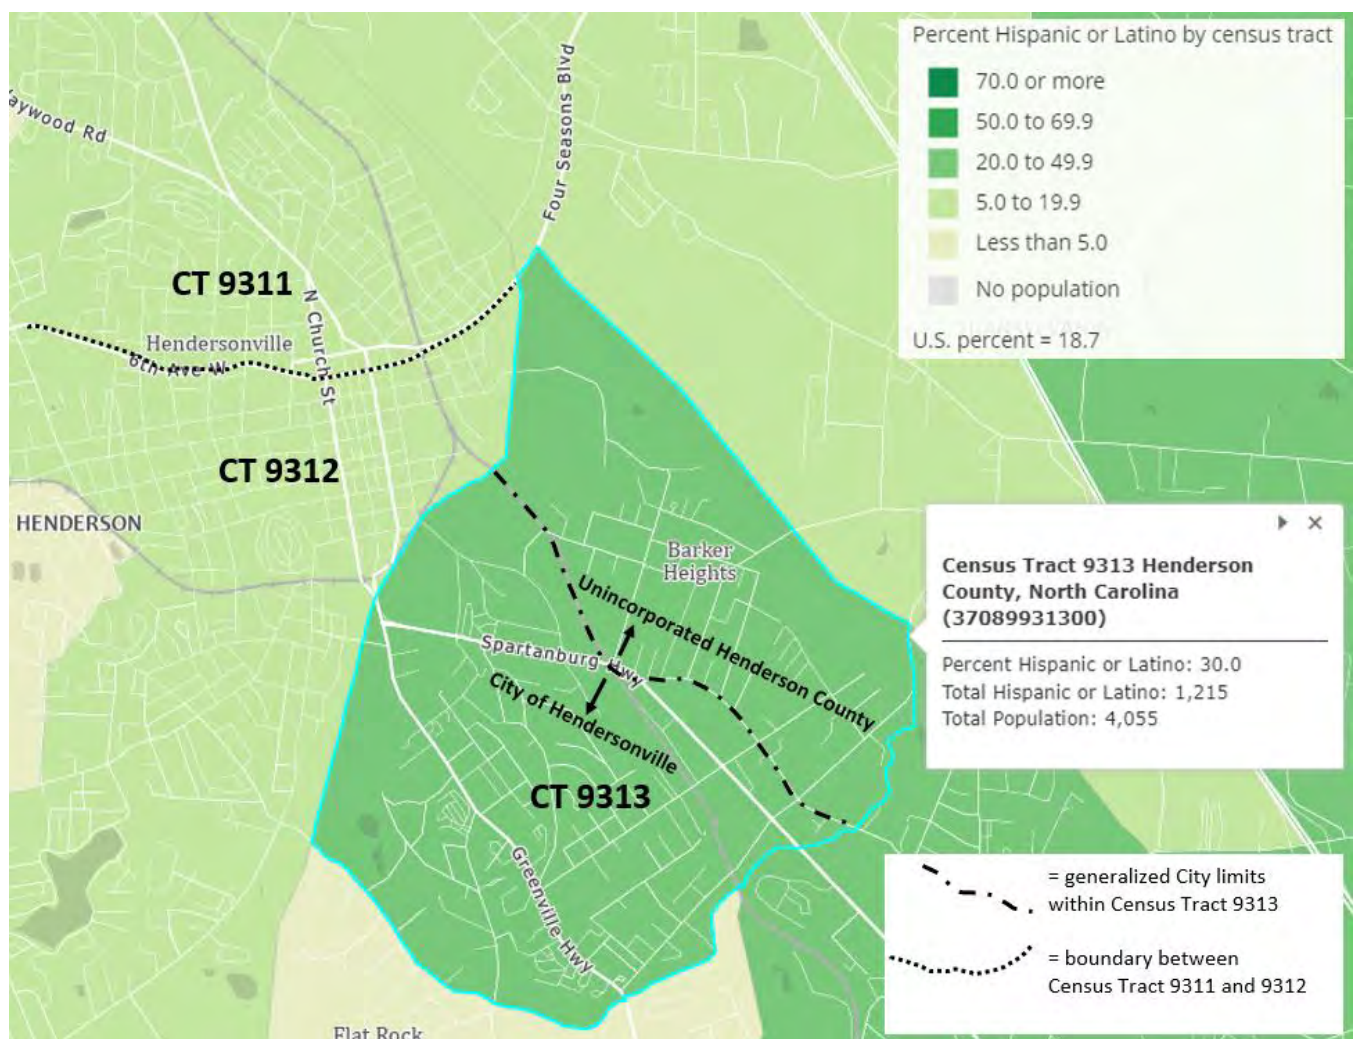 Percent Hispanic or Latino by census tract
70.0 or more
50.0 to 69.9
20.0 to 49.9
5.0 to 19.9
Less than 5.0
No population
U.S. percent = 18.7
Four Seasons Blvd
aywood Rd
CT 9311
N Church St
Hendersonville
6th Ave W
CT 9312
HENDERSON
Barker
Heights
Unincorporated Henderson County
Spartanburg Hwy
City of Hendersonville
CT 9313
Greenville Hwy
Flat Rock
Census Tract 9313 Henderson
County, North Carolina
(37089931300)
Percent Hispanic or Latino: 30.0
Total Hispanic or Latino: 1,215
Total Population: 4,055
= generalized City limits
within Census Tract 9313
= boundary between
Census Tract 9311 and 9312